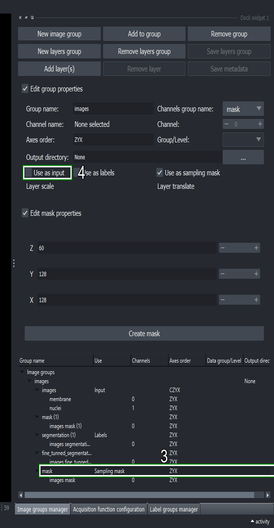 Dock widget 1
New image group Add to group Remove group
New layers group Remove layers group Save layers group
Add layer(s) Remove layer Save metadata
Edit group properties
Group name: images Channels group name: mask
Channel name: None selected Channel: 0
Axes order: ZYX Group/Level:
Output directory: None ...
Use as input 4 Use as labels Use as sampling mask
Layer scale Layer translate
Edit mask properties
Z 60 - +
Y 128 - +
X 128 - +
Create mask
Group name Use Channels Axes order Data group/Level Output direc
Image groups
images None
images Input CZYX
membrane 0 ZYX
nuclei 1 ZYX
mask (1) ZYX
images mask (1) 0 ZYX
segmentation (1) Labels ZYX
images segmentati... 0 ZYX
fine_tunned_segmentat... ZYX
images fine_tunned... 0 ZYX
3
mask Sampling mask ZYX
images mask 0 ZYX
59 Image groups manager Acquisition function configuration Label groups manager
activity